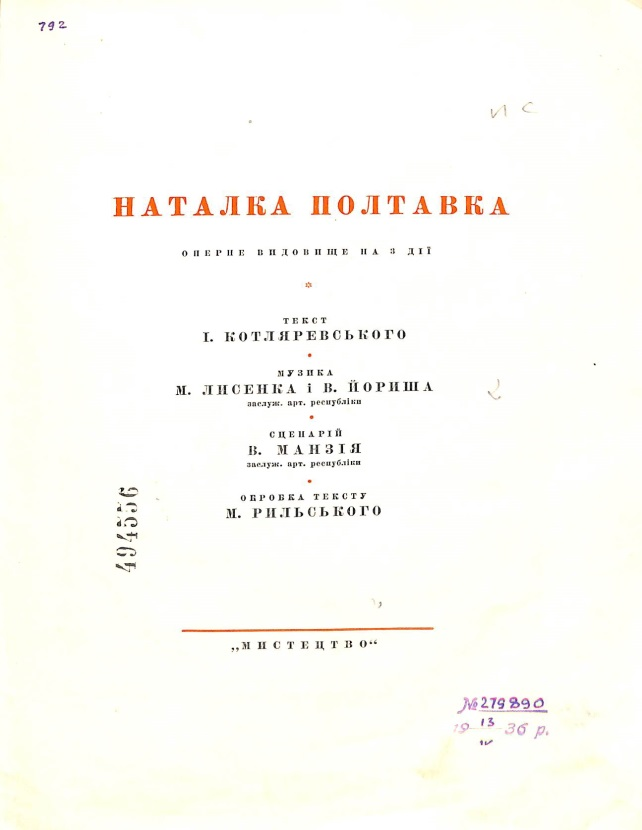 792
НАТАЛКА ПОЛТАВКА
ОПЕРНЕ ВИДОВИЩЕ НА 3 ДІЇ
ТЕКСТ
І. КОТЛЯРЕВСЬКОГО
МУЗИКА
М. ЛИСЕНКА і В. ЙОРИША
заслуж. арт. республіки
СЦЕНАРІЙ
В. МАНЗІЯ
заслуж. арт. республіки
ОБРОБКА ТЕКСТУ
М. РИЛЬСЬКОГО
494556
„МИСТЕЦТВО“
№279890
19 13/IV 36 р.